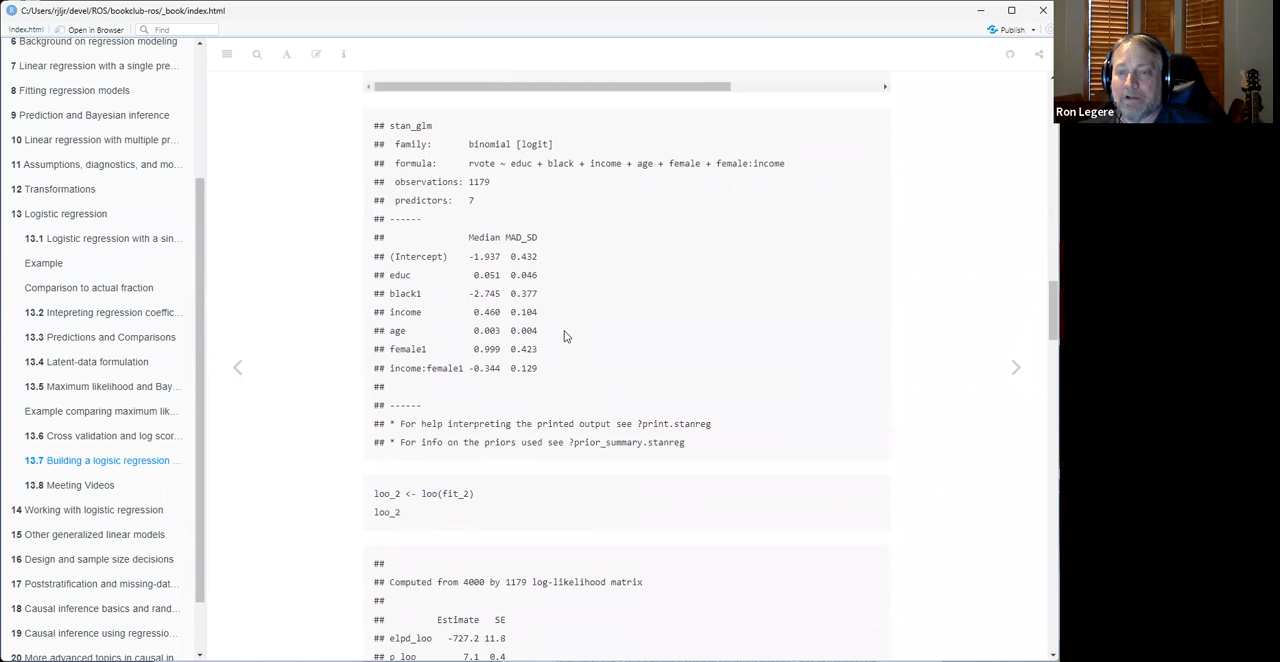 C:/Users/rjljr/devel/ROS/bookclub-ros/_book/index.html
index.html Open in Browser Find Publish
6 Background on regression modeling
7 Linear regression with a single pre...
8 Fitting regression models
9 Prediction and Bayesian inference
10 Linear regression with multiple pr...
11 Assumptions, diagnostics, and mo...
12 Transformations
13 Logistic regression
13.1 Logistic regression with a sin...
Example
Comparison to actual fraction
13.2 Intepreting regression coeffic...
13.3 Predictions and Comparisons
13.4 Latent-data formulation
13.5 Maximum likelihood and Bay...
Example comparing maximum lik...
13.6 Cross validation and log scor...
13.7 Building a logisic regression ...
13.8 Meeting Videos
14 Working with logistic regression
15 Other generalized linear models
16 Design and sample size decisions
17 Poststratification and missing-dat...
18 Causal inference basics and rand...
19 Causal inference using regressio...
20 More advanced topics in causal in
## stan_glm
## family: binomial [logit]
## formula: rvote ~ educ + black + income + age + female + female:income
## observations: 1179
## predictors: 7
## ------
## Median MAD_SD
## (Intercept) -1.937 0.432
## educ 0.051 0.046
## black1 -2.745 0.377
## income 0.460 0.104
## age 0.003 0.004
## female1 0.999 0.423
## income:female1 -0.344 0.129
##
## ------
## * For help interpreting the printed output see ?print.stanreg
## * For info on the priors used see ?prior_summary.stanreg
loo_2 <- loo(fit_2)
loo_2
##
## Computed from 4000 by 1179 log-likelihood matrix
##
## Estimate SE
## elpd_loo -727.2 11.8
## p_loo 7.1 0.4
Ron Legere